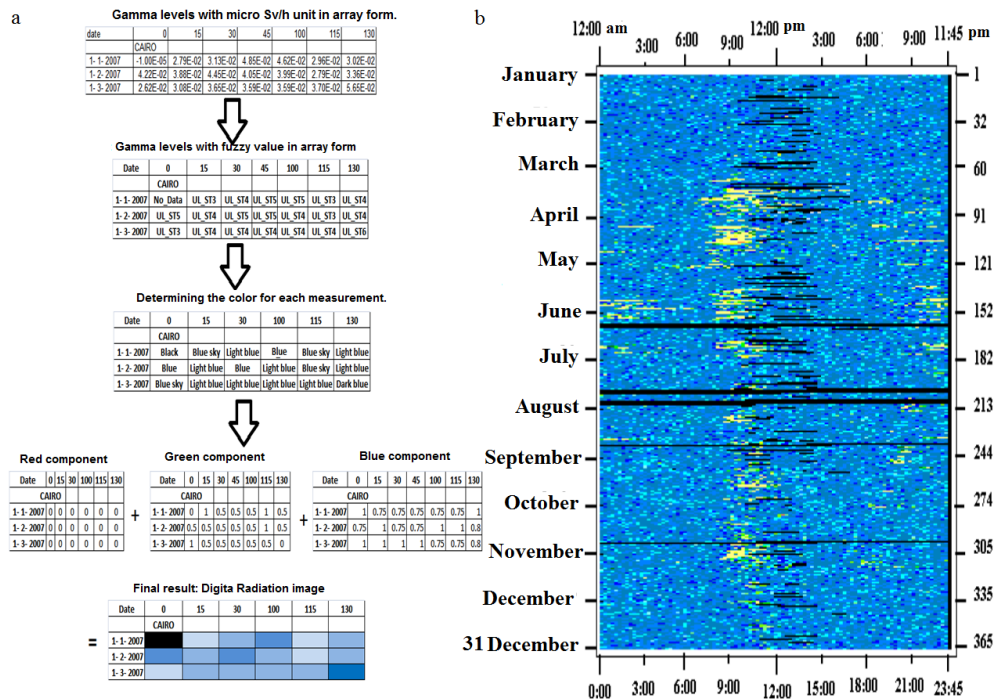 a
Gamma levels with micro Sv/h unit in array form.
date 0 15 30 45 100 115 130
CAIRO
1- 1- 2007 -1.00E-05 2.79E-02 3.13E-02 4.85E-02 4.62E-02 2.96E-02 3.02E-02
1- 2- 2007 4.22E-02 3.88E-02 4.45E-02 4.05E-02 3.99E-02 2.79E-02 3.36E-02
1- 3- 2007 2.62E-02 3.08E-02 3.65E-02 3.59E-02 3.59E-02 3.70E-02 5.65E-02
Gamma levels with fuzzy value in array form
Date 0 15 30 45 100 115 130
CAIRO
1-1- 2007 No_Data UL_ST3 UL_ST4 UL_ST5 UL_ST5 UL_ST3 UL_ST4
1-2- 2007 UL_ST5 UL_ST4 UL_ST5 UL_ST5 UL_ST4 UL_ST3 UL_ST4
1-3- 2007 UL_ST3 UL_ST4 UL_ST4 UL_ST4 UL_ST4 UL_ST4 UL_ST6
Determining the color for each measurement.
Date 0 15 30 100 115 130
CAIRO
1-1- 2007 Black Blue sky Light blue Blue Blue sky Light blue
1-2- 2007 Blue Light blue Blue Light blue Blue sky Light blue
1-3- 2007 Blue sky Light blue Light blue Light blue Light blue Dark blue
Red component
Date 0 15 30 100 115 130
CAIRO
1- 1- 2007 0 0 0 0 0 0
1- 2- 2007 0 0 0 0 0 0
1- 3- 2007 0 0 0 0 0 0
+
Green component
Date 0 15 30 45 100 115 130
CAIRO
1- 1- 2007 0 1 0.5 0.5 0.5 1 0.5
1- 2- 2007 0.5 0.5 0.5 0.5 0.5 1 0.5
1- 3- 2007 1 0.5 0.5 0.5 0.5 0.5 0
+
Blue component
Date 0 15 30 45 100 115 130
CAIRO
1- 1- 2007 1 0.75 0.75 0.75 0.75 0.75 1
1- 2- 2007 0.75 1 0.75 0.75 1 1 0.8
1- 3- 2007 1 1 1 1 0.75 0.75 0.8
Final result: Digita Radiation image
=
Date 0 15 30 100 115 130
CAIRO
1- 1- 2007
1- 2- 2007
1- 3- 2007
b
12:00 am 3:00 6:00 9:00 12:00 pm 3:00 6:00 9:00 11:45 pm
January 1
February 32
March 60
April 91
May 121
June 152
July 182
August 213
September 244
October 274
November 305
December 335
31 December 365
0:00 3:00 6:00 9:00 12:00 15:00 18:00 21:00 23:45